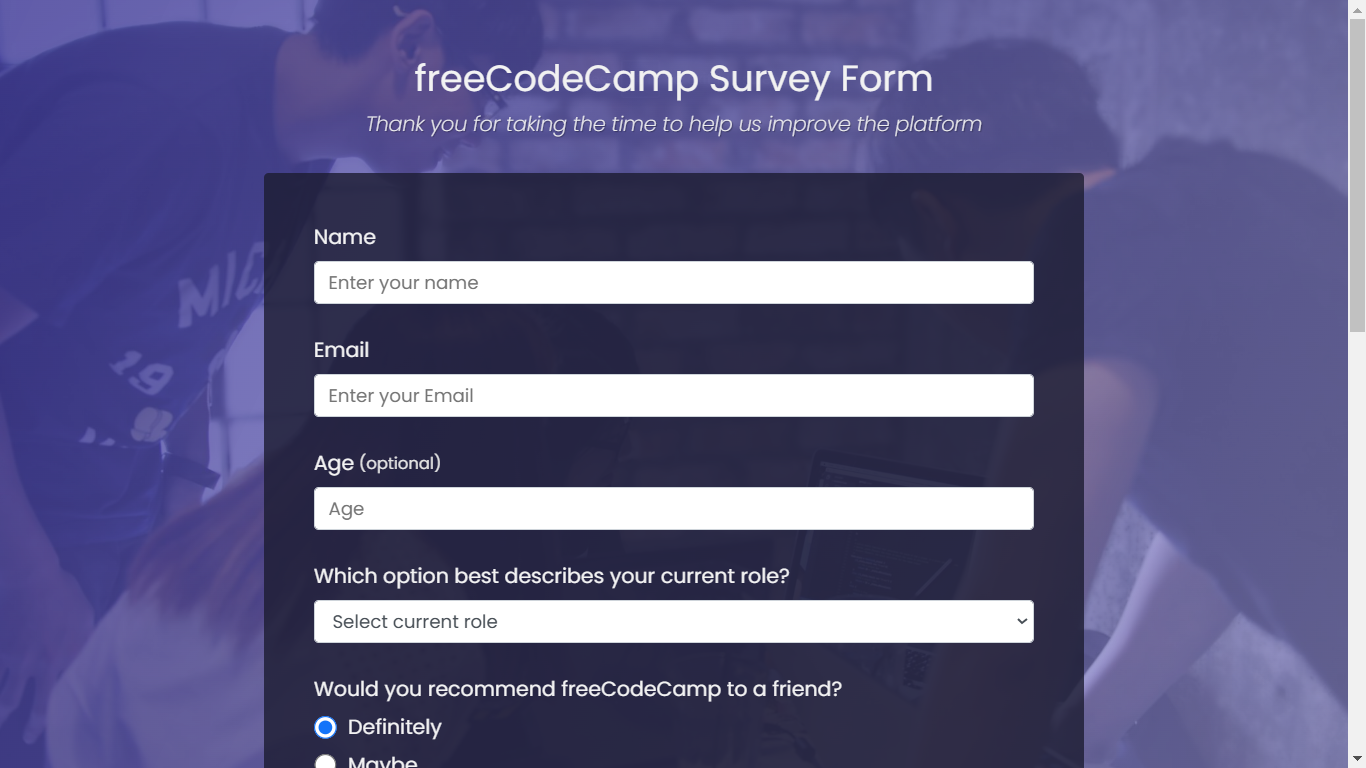 freeCodeCamp Survey Form
Thank you for taking the time to help us improve the platform
Name
Enter your name
Email
Enter your Email
Age (optional)
Age
Which option best describes your current role?
Select current role
Would you recommend freeCodeCamp to a friend?
Definitely
Maybe
MIC
19